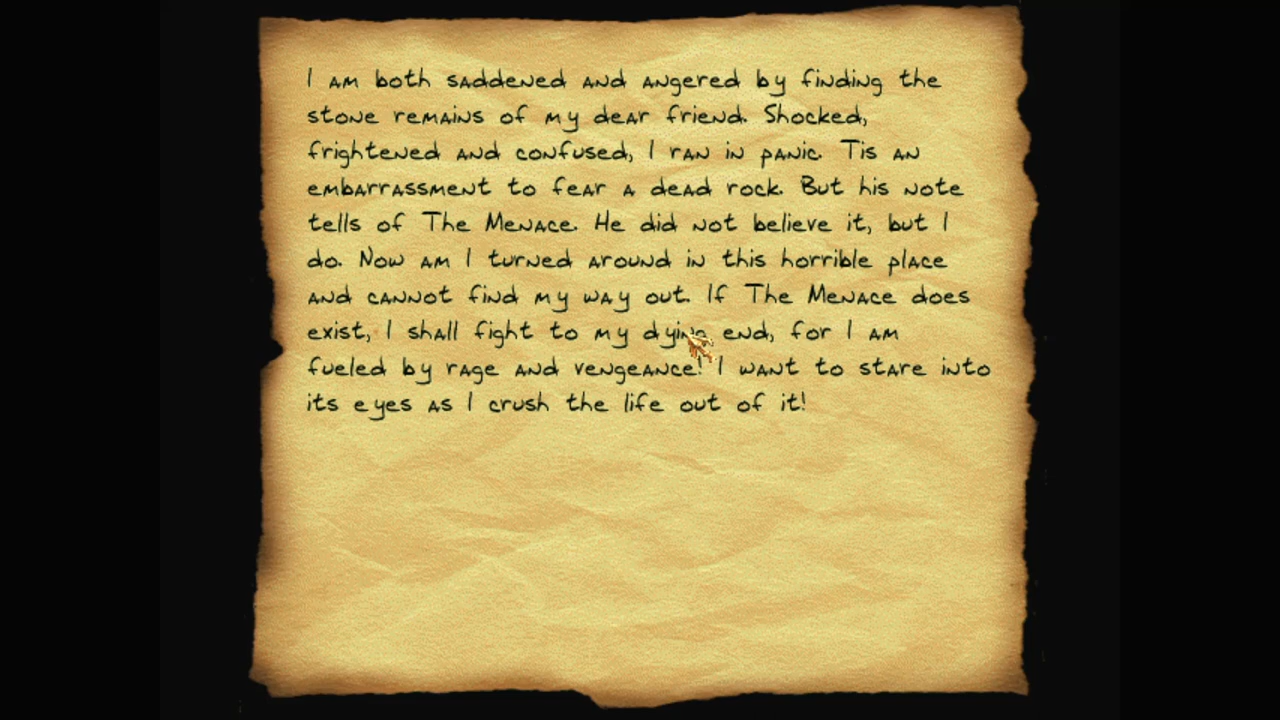 I am both saddened and angered by finding the
stone remains of my dear friend. Shocked,
frightened and confused, I ran in panic. Tis an
embarrassment to fear a dead rock. But his note
tells of The Menace. He did not believe it, but I
do. Now am I turned around in this horrible place
and cannot find my way out. If The Menace does
exist, I shall fight to my dying end, for I am
fueled by rage and vengeance! I want to stare into
its eyes as I crush the life out of it!